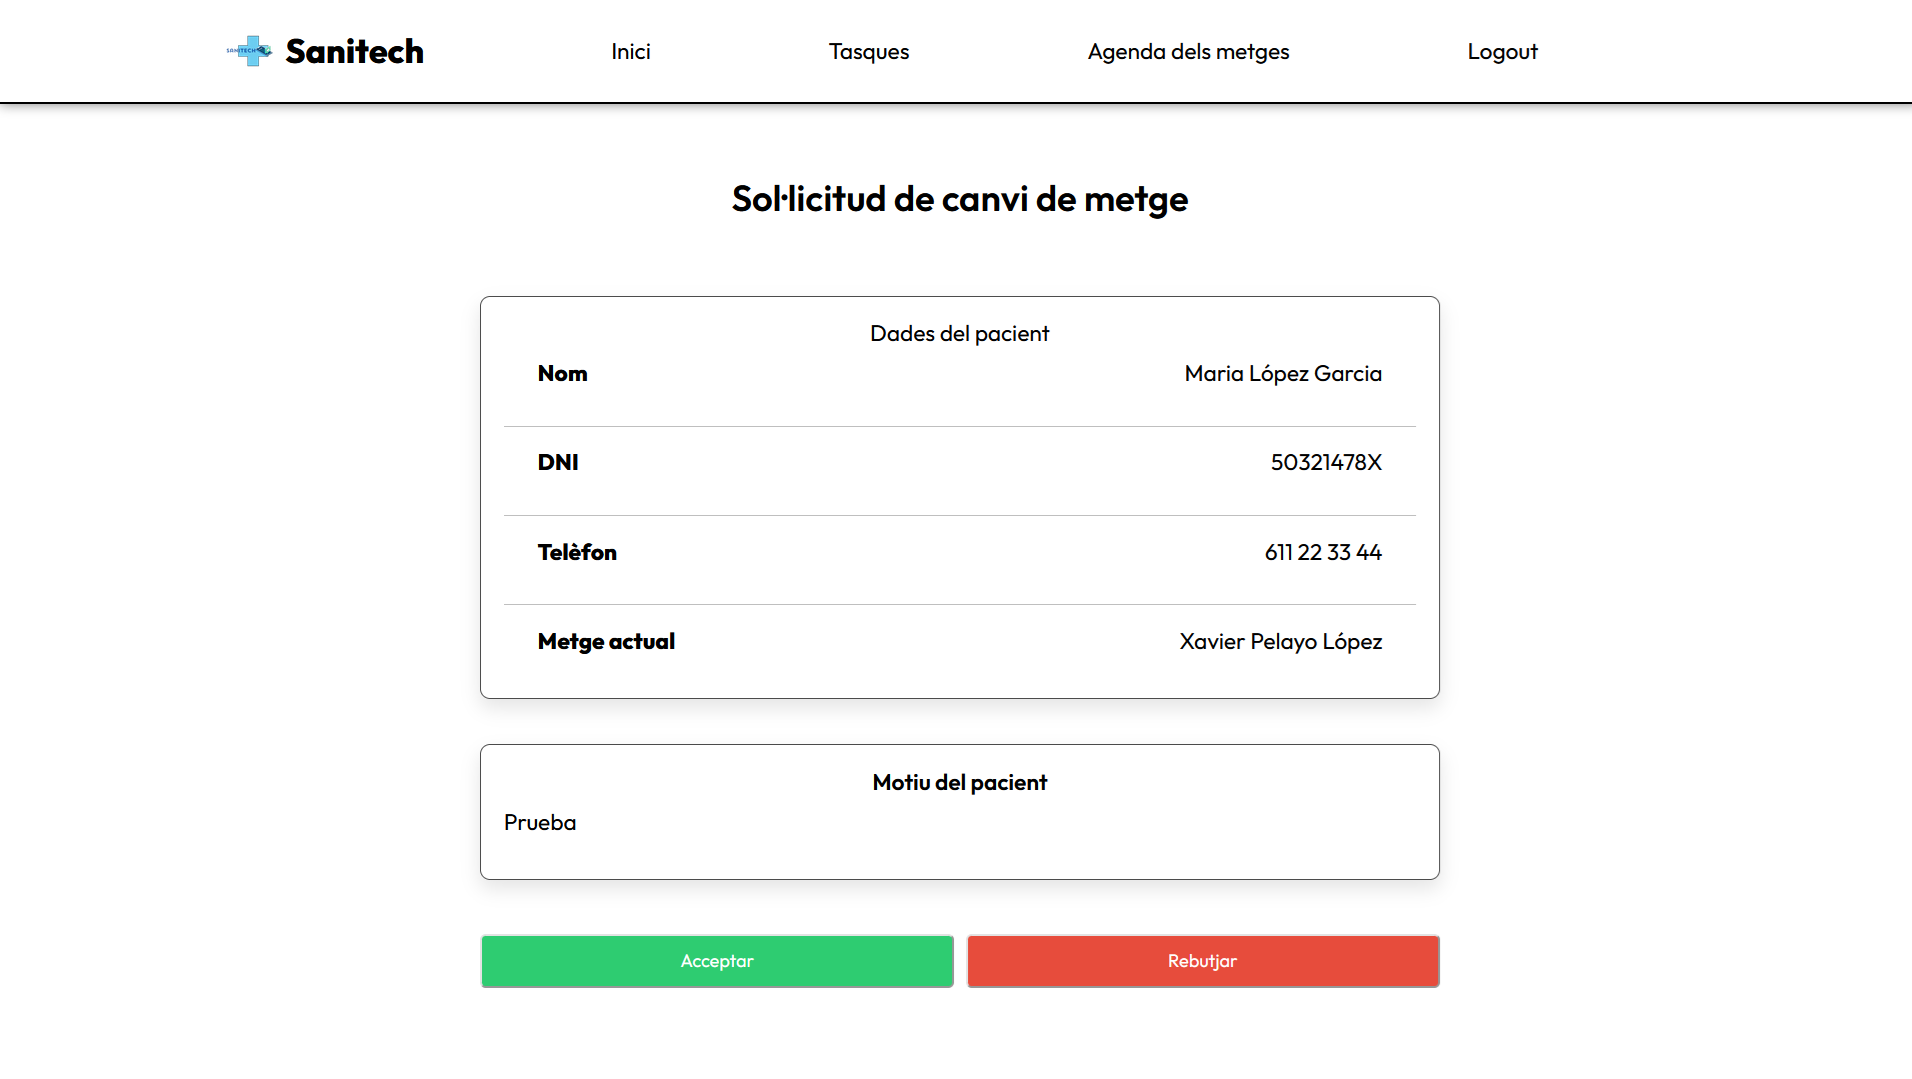 SANITECH
Sanitech
Inici
Tasques
Agenda dels metges
Logout
Sol·licitud de canvi de metge
Dades del pacient
Nom
Maria López Garcia
DNI
50321478X
Telèfon
611 22 33 44
Metge actual
Xavier Pelayo López
Motiu del pacient
Prueba
Acceptar
Rebutjar